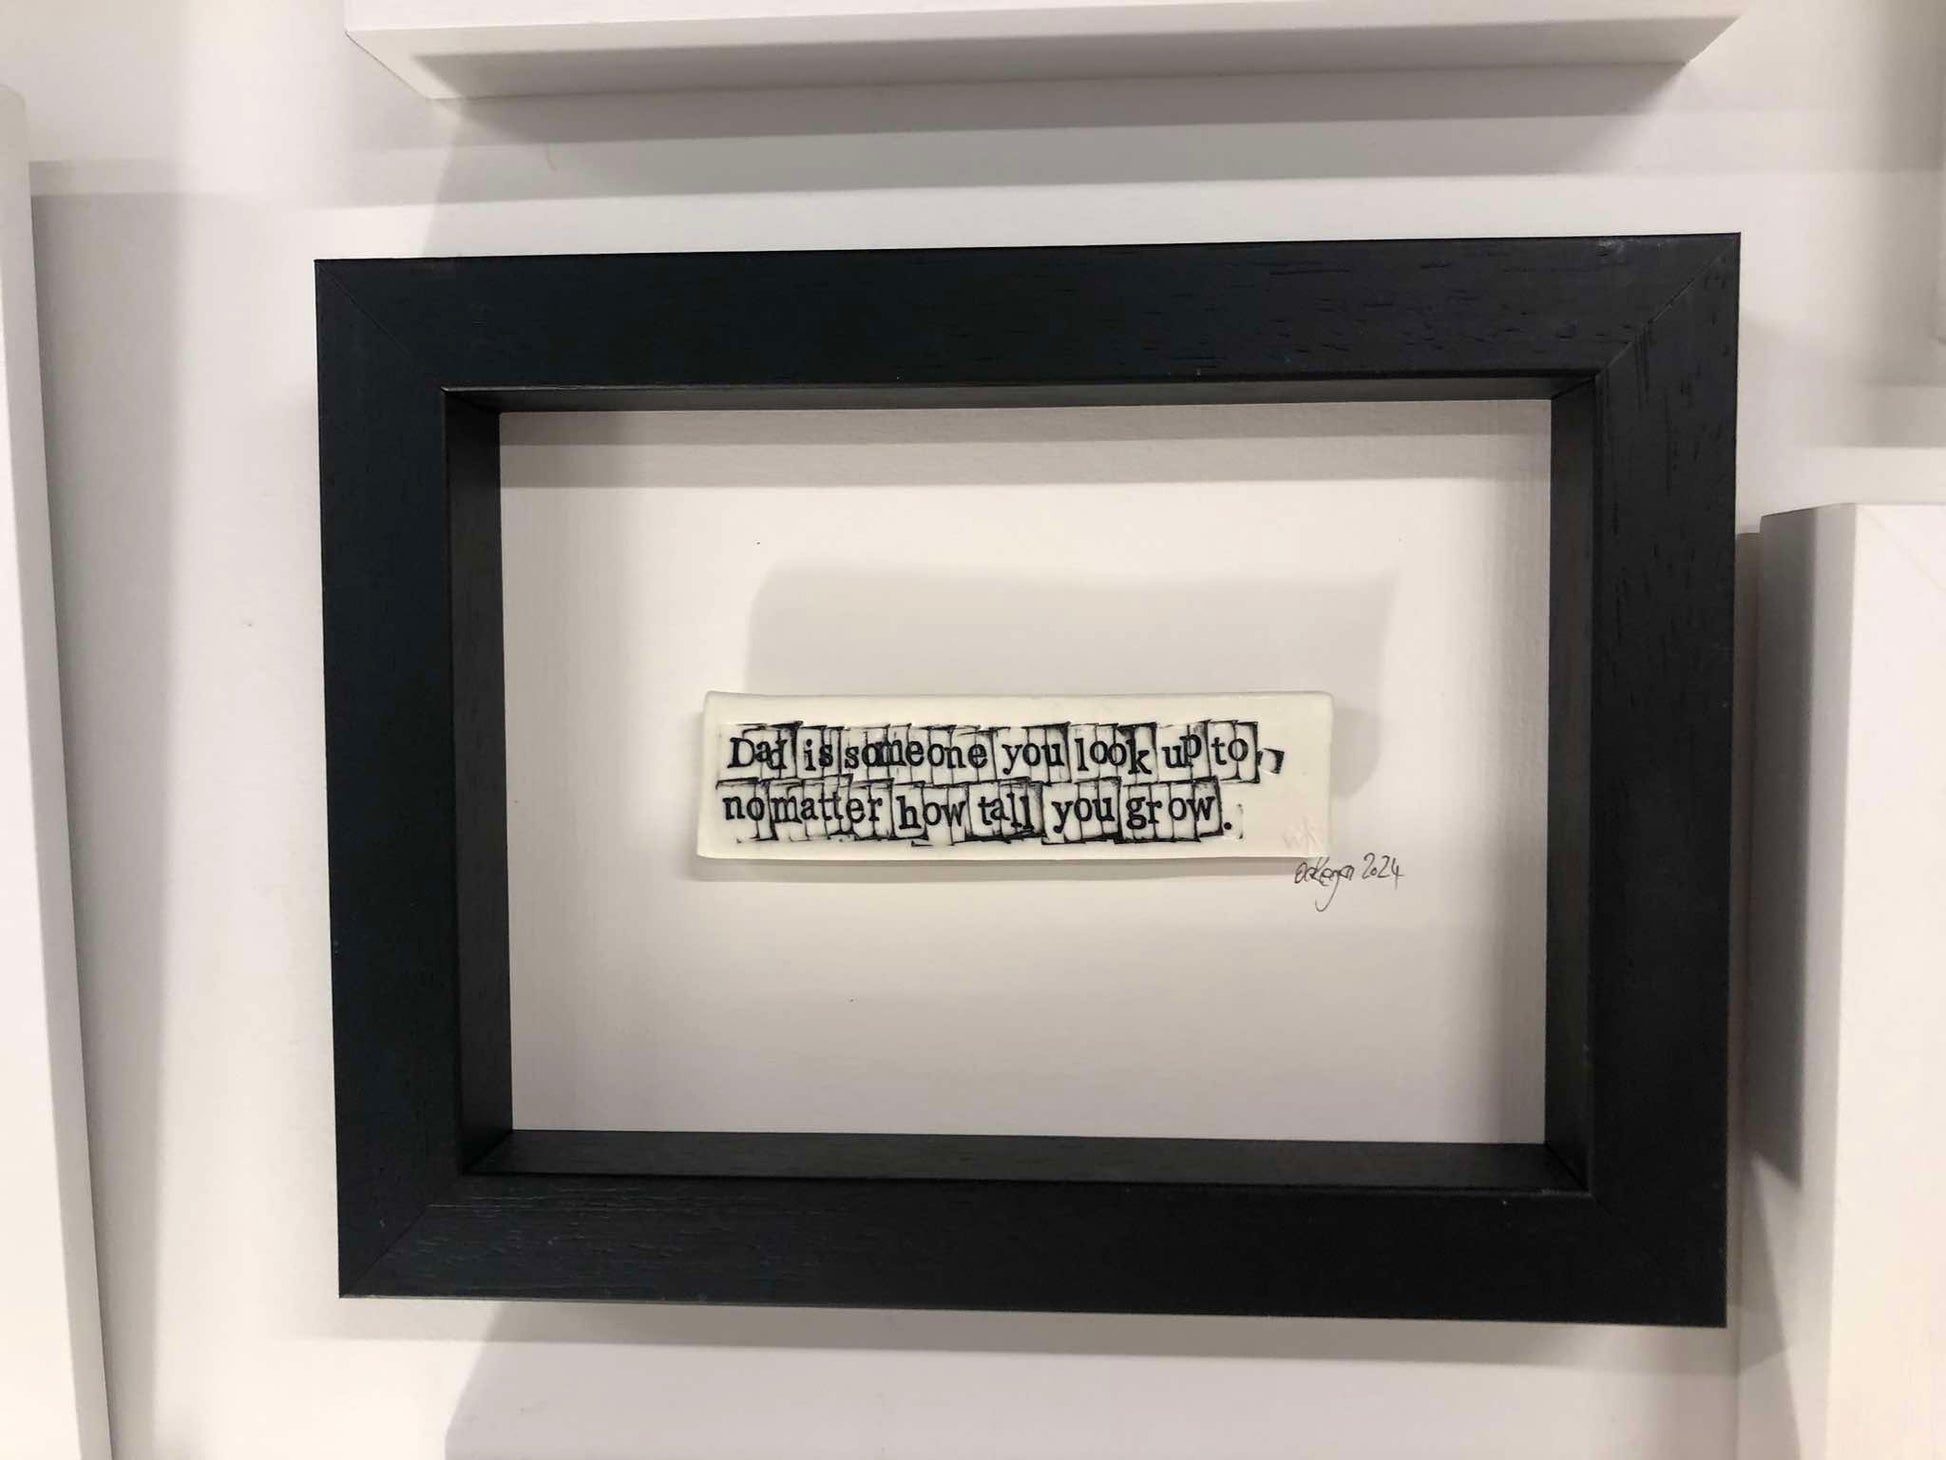 Dad is someone you look up to,
no matter how tall you grow.
2024